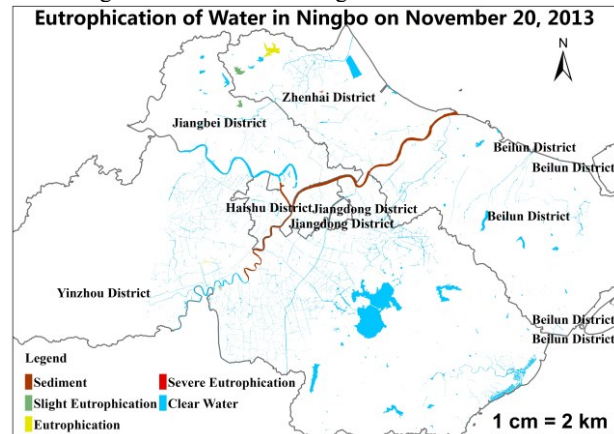 Eutrophication of Water in Ningbo on November 20, 2013
N
Zhenhai District
Jiangbei District
Beilun District
Beilun District
Haishu District
Jiangdong District
Beilun District
Jiangdong District
Yinzhou District
Beilun District
Beilun District
Legend
Sediment
Severe Eutrophication
Slight Eutrophication
Clear Water
Eutrophication
1 cm = 2 km